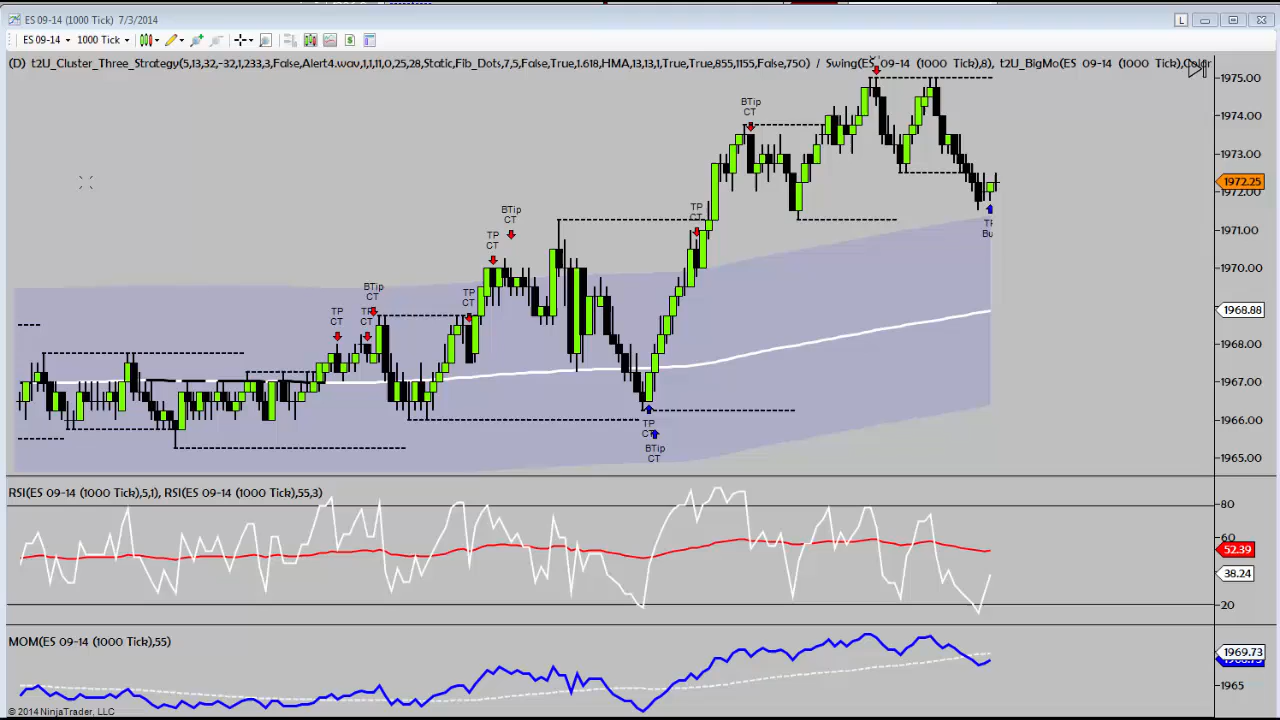 ES 09-14 (1000 Tick) 7/3/2014
L
ES 09-14 1000 Tick
(D) t2U_Cluster_Three_Strategy(5,13,32,-32,1,233,3,False,Alert4.wav,1,1,11,0,25,28,Static,Fib_Dots,7,5,False,True,1.618,HMA,13,13,1,True,True,855,1155,False,750) / Swing(ES 09-14 (1000 Tick),8), t2U_BigMo(ES 09-14 (1000 Tick),Color
1975.00
1974.00
1973.00
1972.25
1971.00
1970.00
1968.88
1968.00
1967.00
1966.00
1965.00
BTip
CT
BTip
CT
TP
CT
TP
CT
BTip
CT
TP
CT
TP
CT
TP
CT
TP
BTip
CT
RSI(ES 09-14 (1000 Tick),5,1), RSI(ES 09-14 (1000 Tick),55,3)
80
60
52.39
38.24
20
MOM(ES 09-14 (1000 Tick),55)
1969.73
1965
© 2014 NinjaTrader, LLC